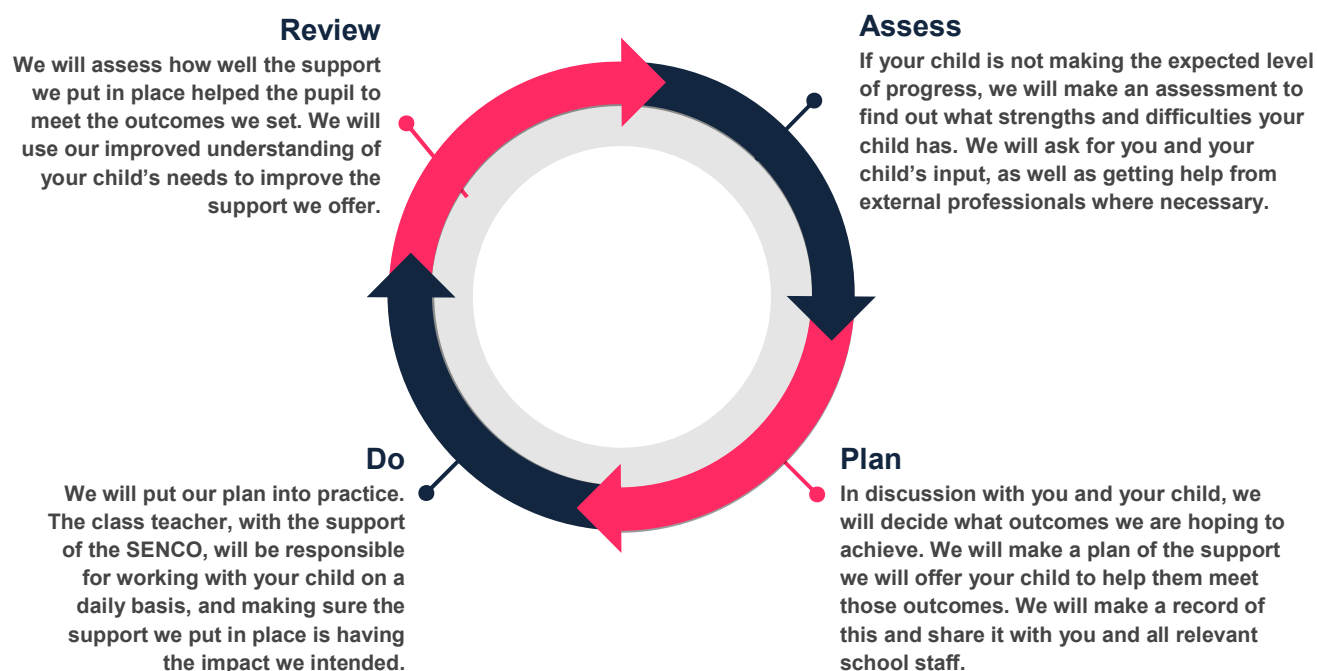 Review
We will assess how well the support
we put in place helped the pupil to
meet the outcomes we set. We will
use our improved understanding of
your child’s needs to improve the
support we offer.
Assess
If your child is not making the expected level
of progress, we will make an assessment to
find out what strengths and difficulties your
child has. We will ask for you and your
child’s input, as well as getting help from
external professionals where necessary.
Do
We will put our plan into practice.
The class teacher, with the support
of the SENCO, will be responsible
for working with your child on a
daily basis, and making sure the
support we put in place is having
the impact we intended.
Plan
In discussion with you and your child, we
will decide what outcomes we are hoping to
achieve. We will make a plan of the support
we will offer your child to help them meet
those outcomes. We will make a record of
this and share it with you and all relevant
school staff.